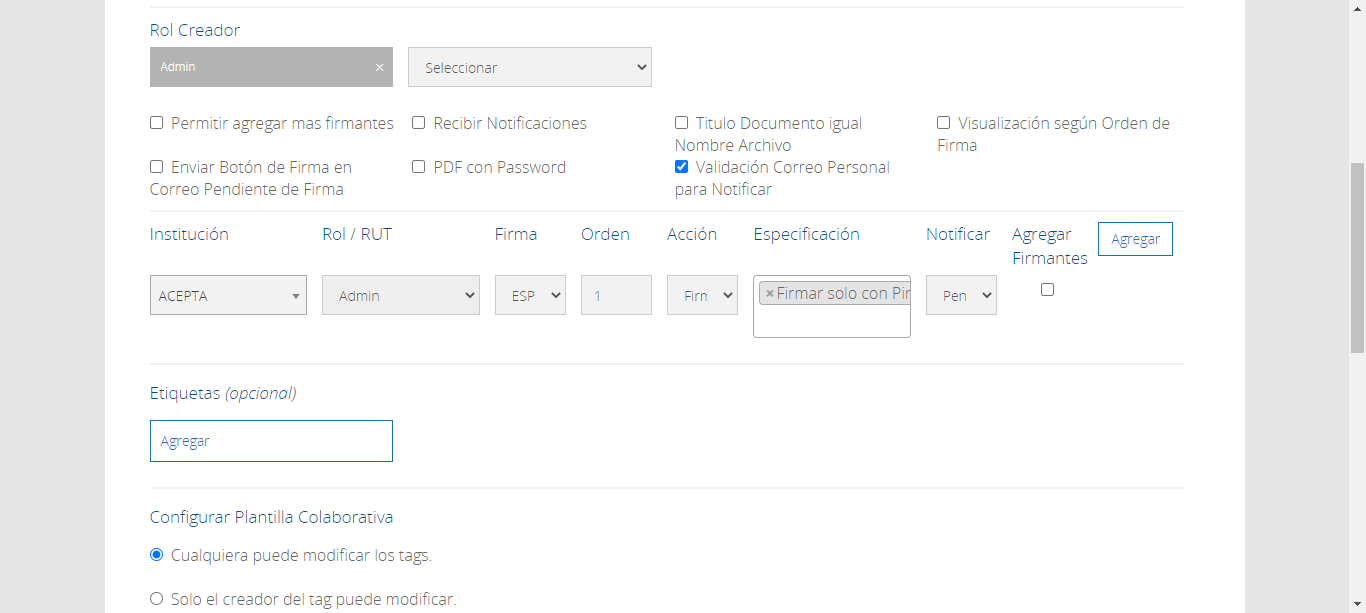 Rol Creador
Admin ×
Seleccionar
Permitir agregar mas firmantes
Recibir Notificaciones
Titulo Documento igual
Nombre Archivo
Visualización según Orden de
Firma
Enviar Botón de Firma en
Correo Pendiente de Firma
PDF con Password
Validación Correo Personal
para Notificar
Institución
Rol / RUT
Firma
Orden
Acción
Especificación
Notificar
Agregar
Firmantes
Agregar
ACEPTA
Admin
ESP
1
Firn
×Firmar solo con Pin
Pen
Etiquetas (opcional)
Agregar
Configurar Plantilla Colaborativa
Cualquiera puede modificar los tags.
Solo el creador del tag puede modificar.